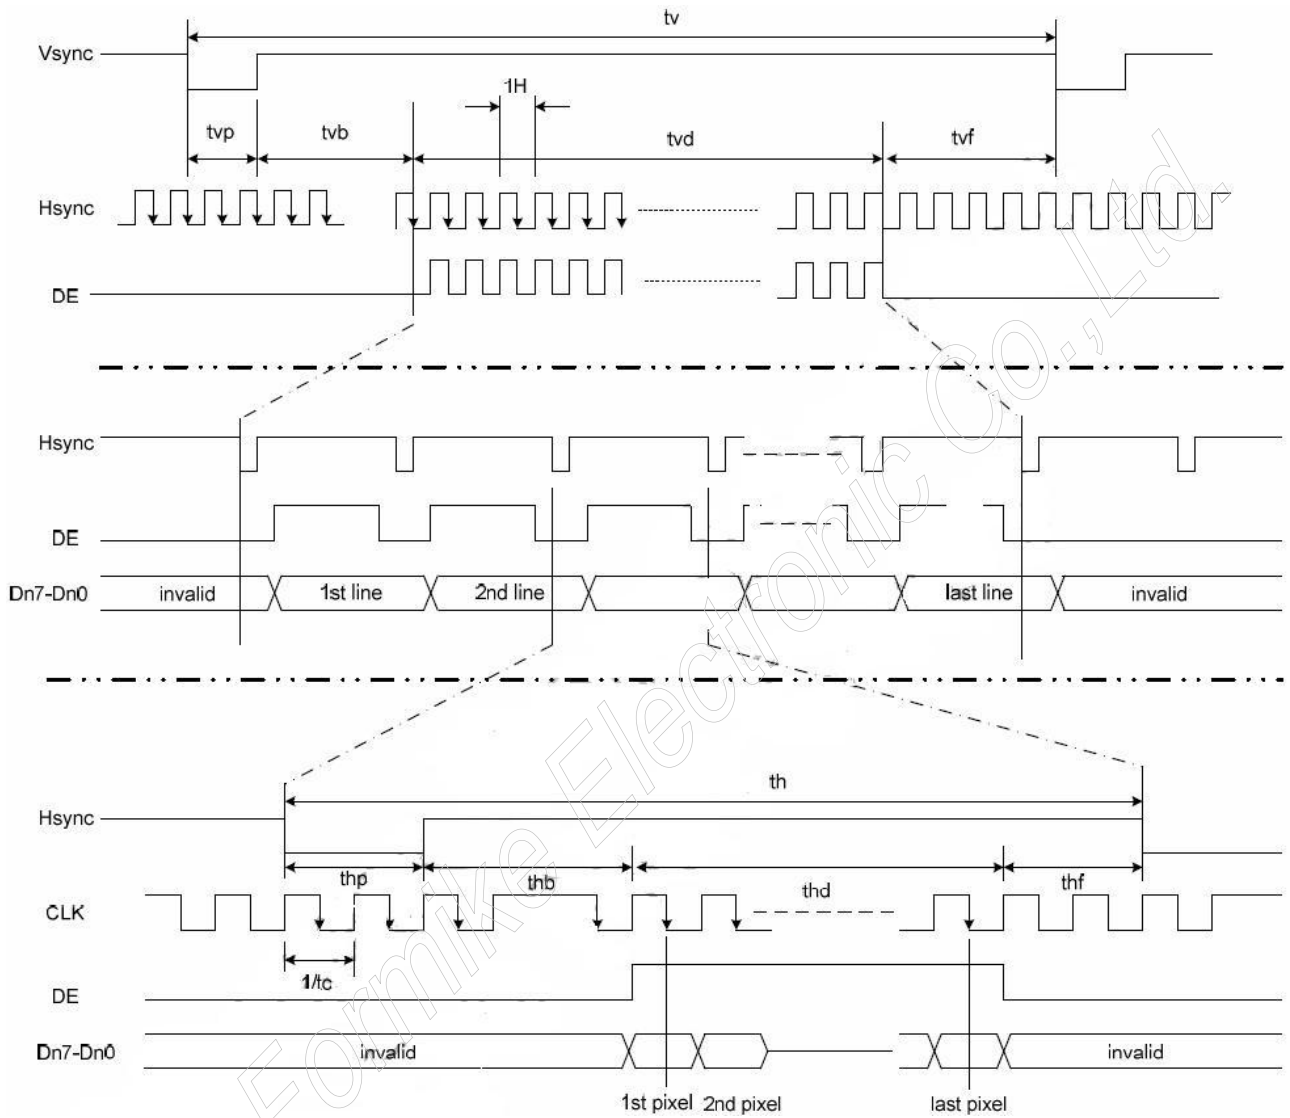 tv
Vsync
1H
tvp
tvb
tvd
tvf
Hsync
DE
Hsync
DE
Dn7-Dn0
invalid
1st line
2nd line
last line
invalid
th
Hsync
thp
thb
thd
thf
CLK
1/tc
DE
Dn7-Dn0
invalid
invalid
1st pixel
2nd pixel
last pixel
Formike Electronic Co.,Ltd.